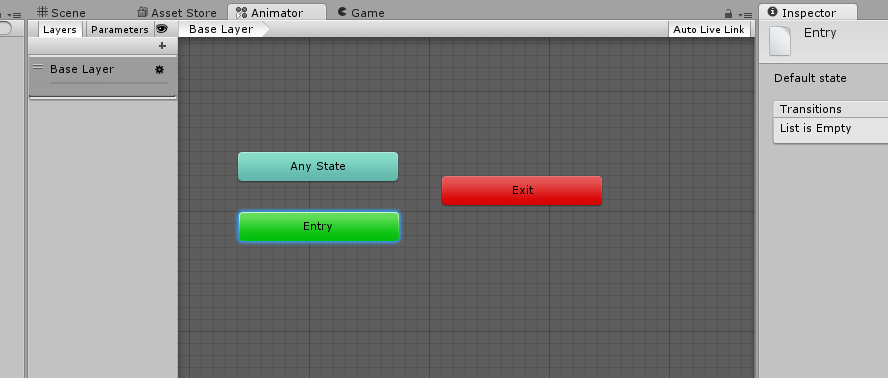 Scene
Asset Store
Animator
Game
Inspector
Layers
Parameters
Base Layer
Auto Live Link
Entry
+
Base Layer
Default state
Transitions
List is Empty
Any State
Exit
Entry